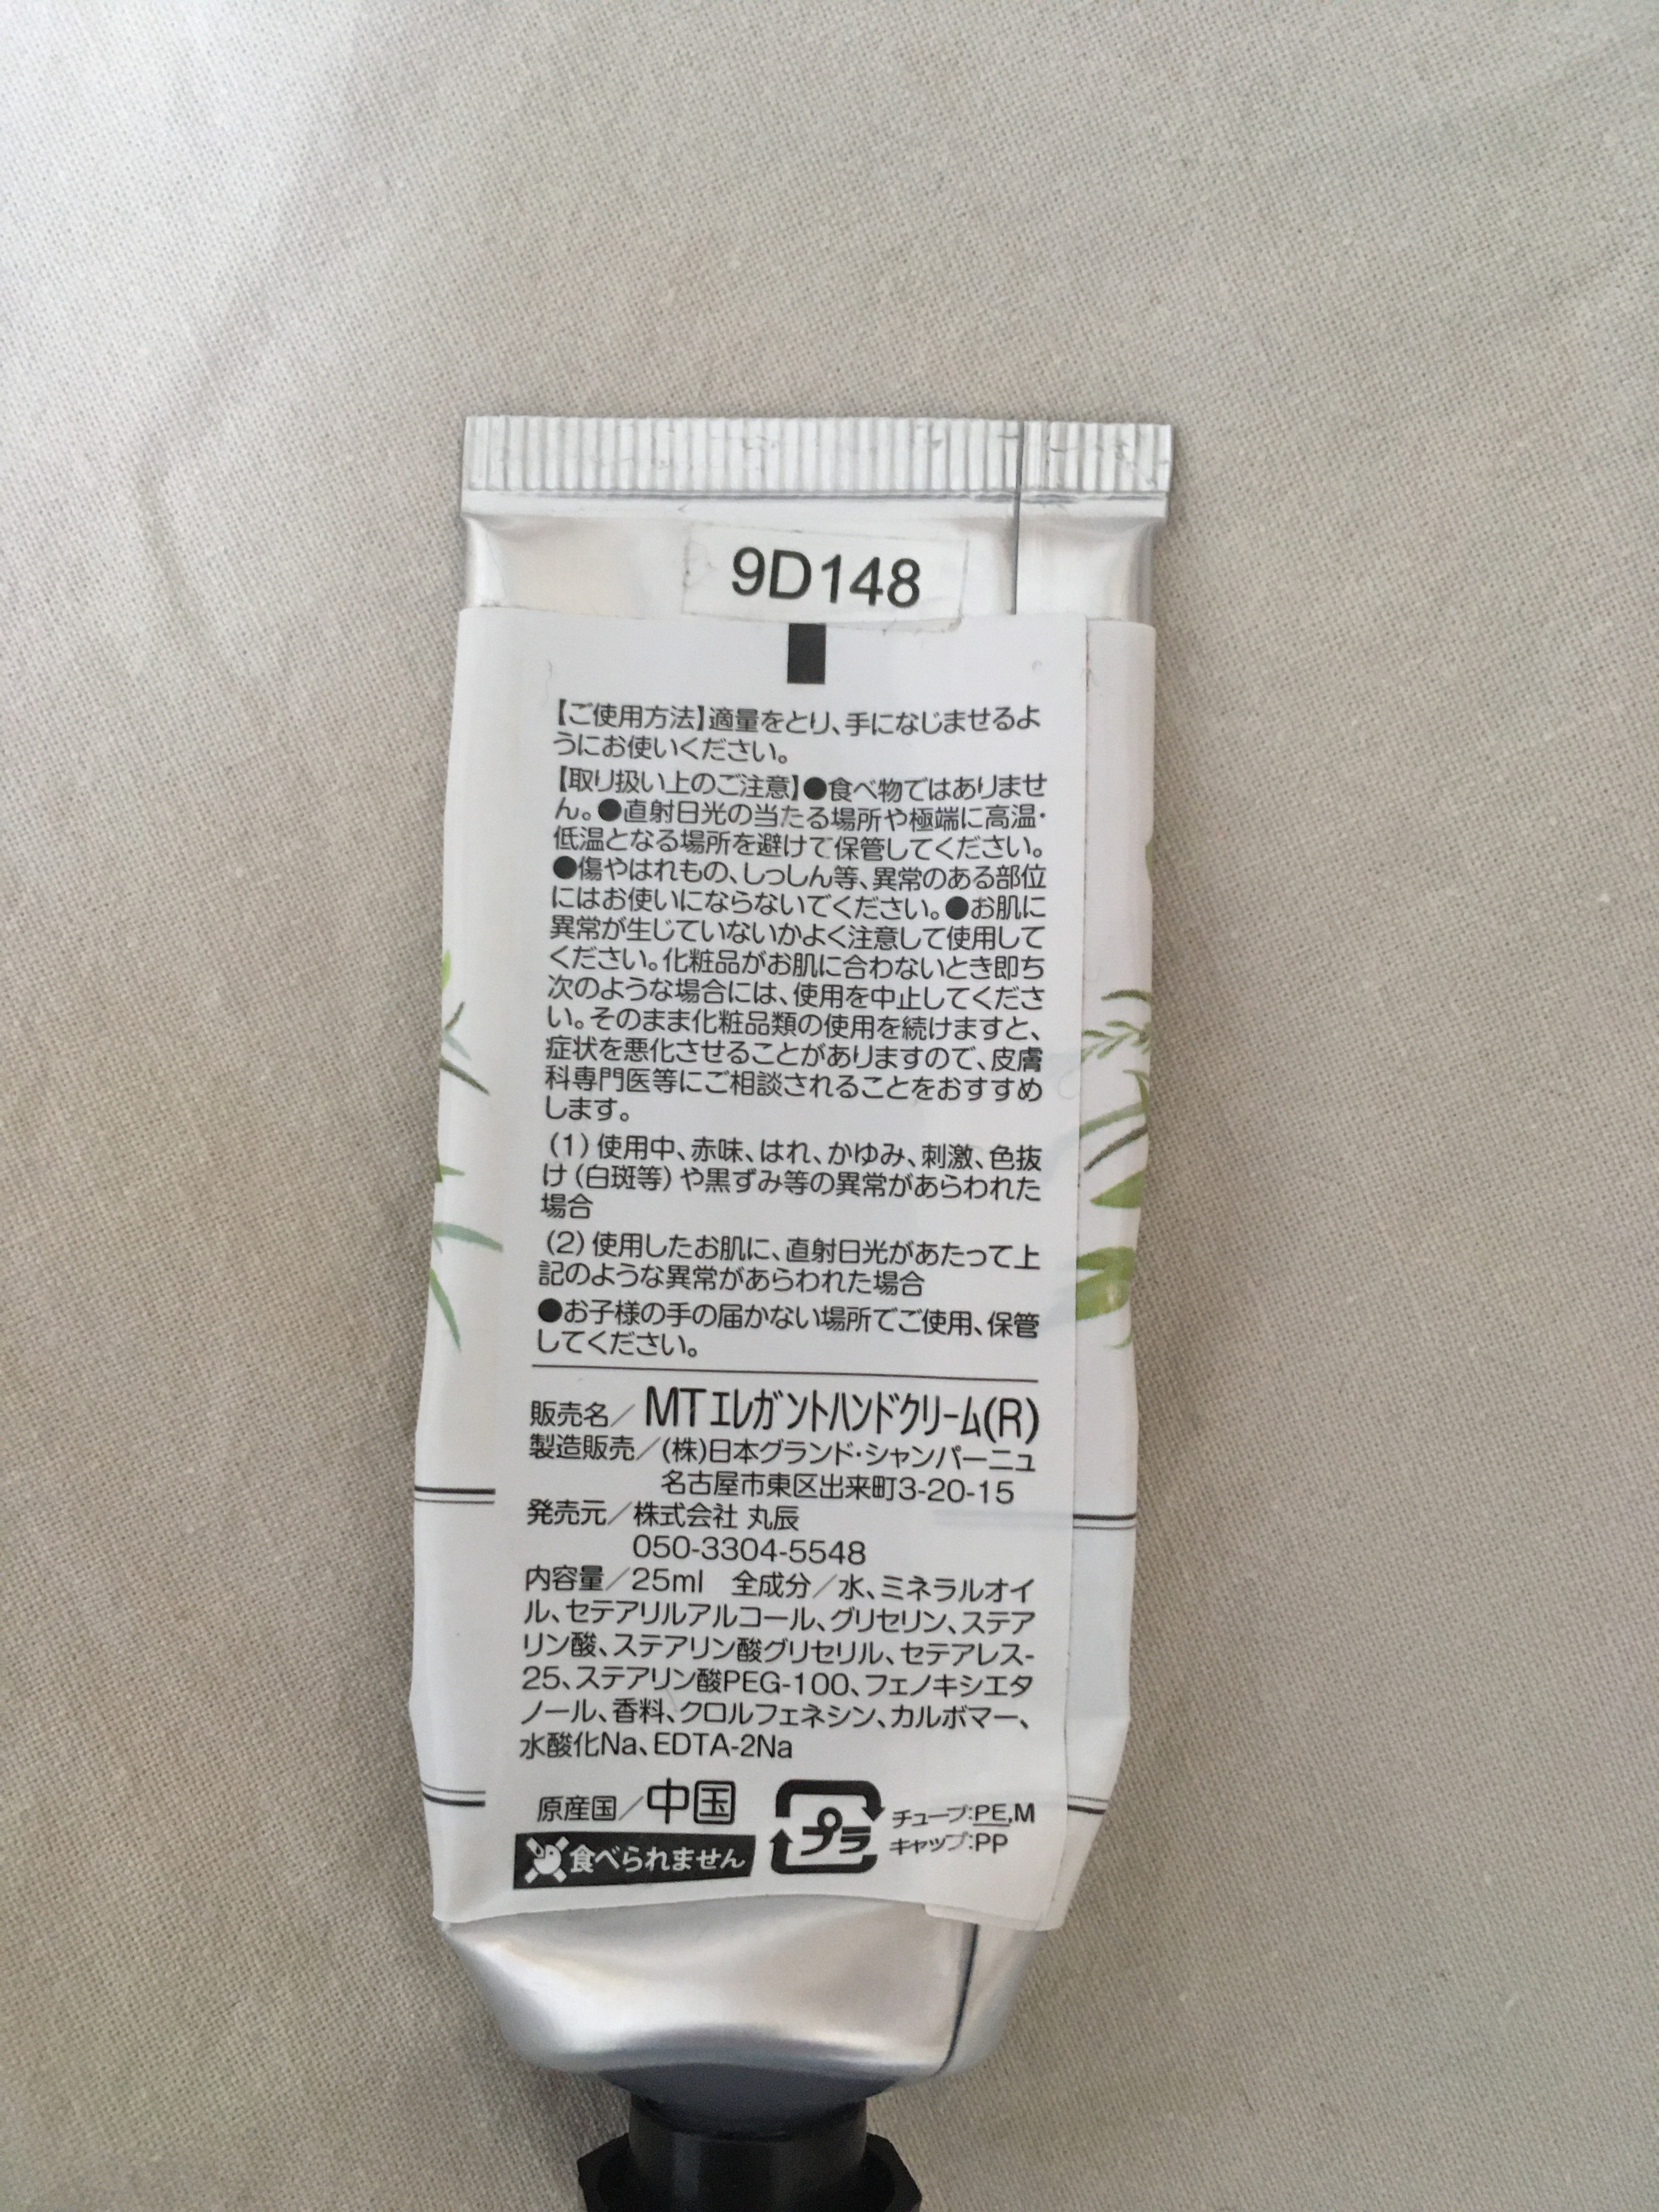 9D148
【ご使用方法】適量をとり、手になじませるよ
うにお使いください。
【取り扱い上のご注意】●食べ物ではありませ
ん。●直射日光の当たる場所や極端に高温・
低温となる場所を避けて保管してください。
●傷やはれもの、しっしん等、異常のある部位
にはお使いにならないでください。●お肌に
異常が生じていないかよく注意して使用して
ください。化粧品がお肌に合わないとき即ち
次のような場合には、使用を中止してくださ
い。そのまま化粧品類の使用を続けますと、
症状を悪化させることがありますので、皮膚
科専門医等にご相談されることをおすすめ
します。
(1)使用中、赤味、はれ、かゆみ、刺激、色抜
け(白斑等)や黒ずみ等の異常があらわれた
場合
(2)使用したお肌に、直射日光があたって上
記のような異常があらわれた場合
●お子様の手の届かない場所でご使用、保管
してください。
販売名／MTエレガントハンドクリーム(R)
製造販売／(株)日本グランド・シャンパーニュ
名古屋市東区出来町3-20-15
発売元／株式会社 丸辰
050-3304-5548
内容量／25ml 全成分／水、ミネラルオイ
ル、セテアリルアルコール、グリセリン、ステア
リン酸、ステアリン酸グリセリル、セテアレス-
25、ステアリン酸PEG-100、フェノキシエタ
ノール、香料、クロルフェネシン、カルボマー、
水酸化Na、EDTA-2Na
原産国／中国
食べられません
プラ
チューブ:PE,M
キャップ:PP